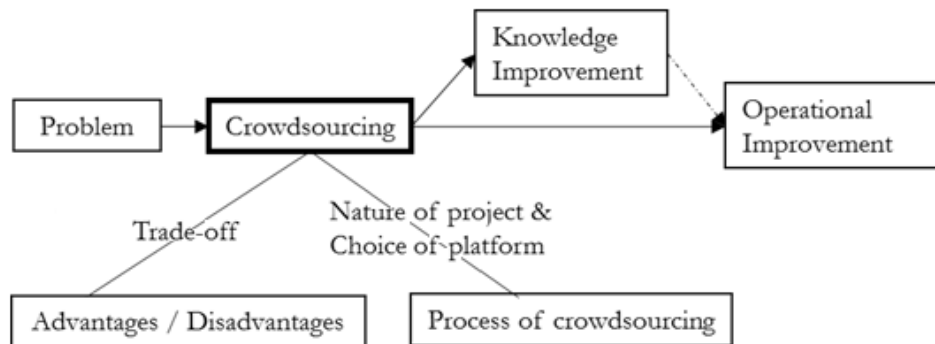 Knowledge
Improvement
Problem
Crowdsourcing
Operational
Improvement
Trade-off
Nature of project &
Choice of platform
Advantages / Disadvantages
Process of crowdsourcing